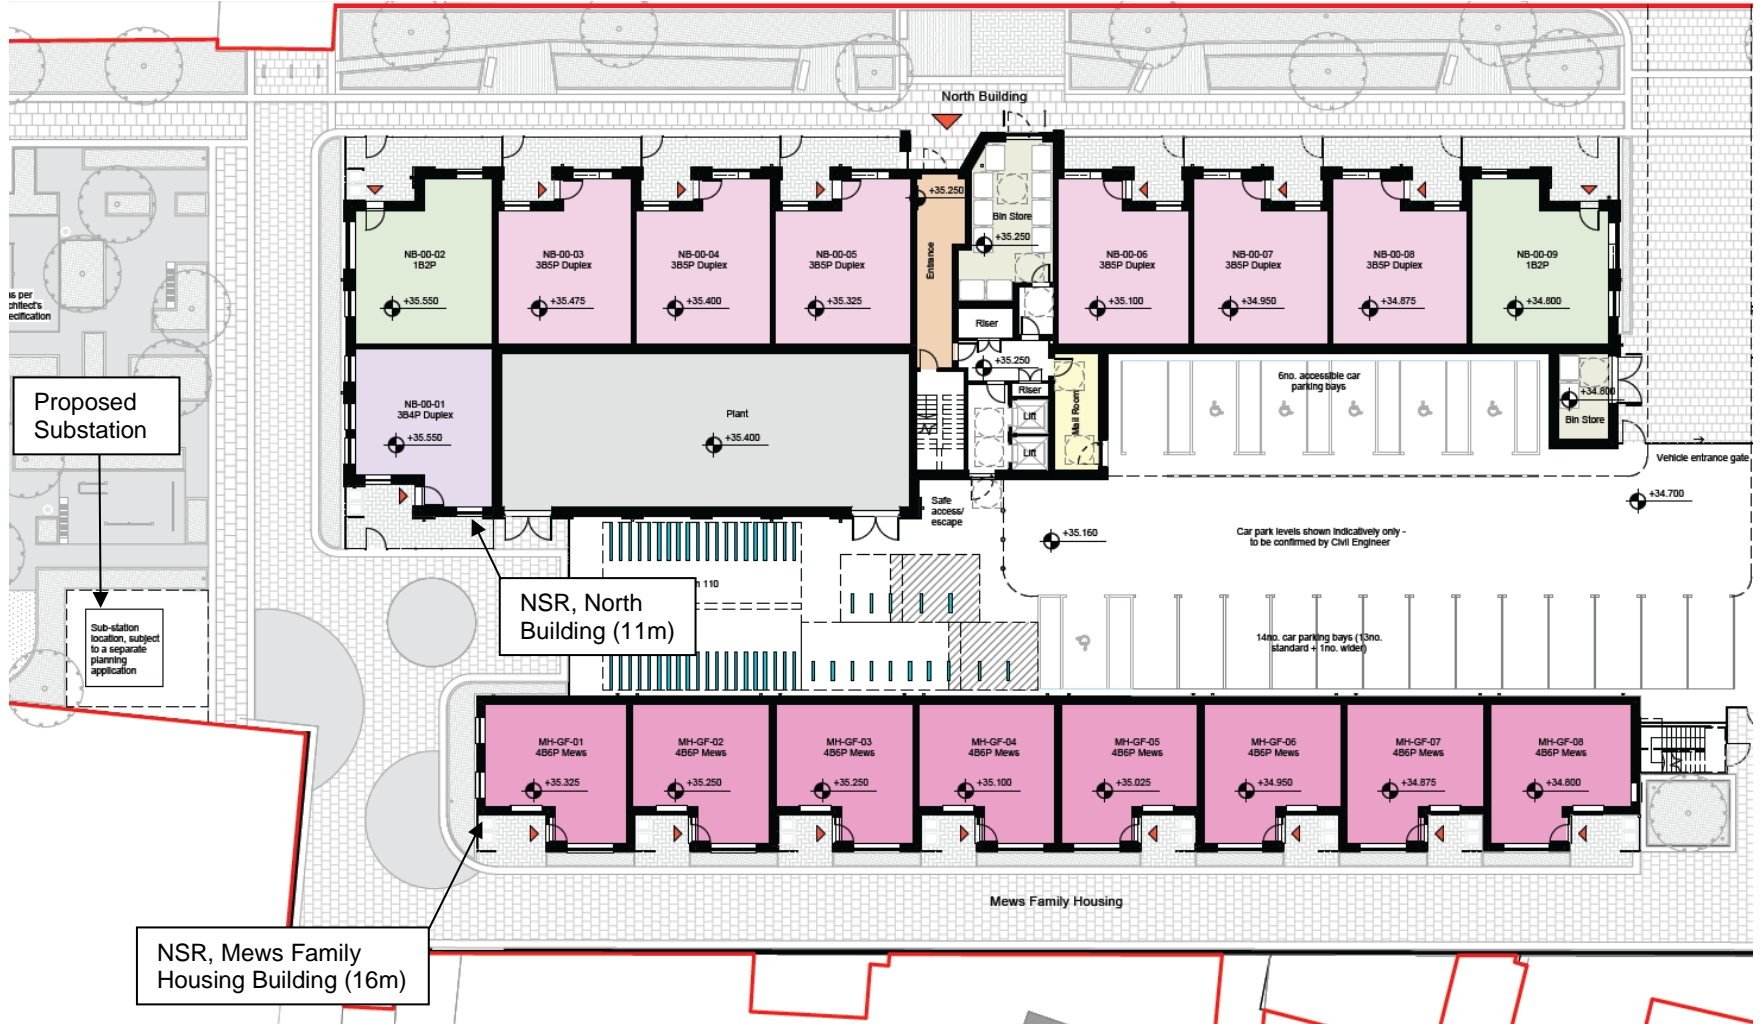 North Building
+35.250
Bin Store
+35.250
Entrance
NB-00-02
1B2P
+35.550
NB-00-03
3B5P Duplex
+35.475
NB-00-04
3B5P Duplex
+35.400
NB-00-05
3B5P Duplex
+35.325
NB-00-06
3B5P Duplex
+35.100
NB-00-07
3B5P Duplex
+34.950
NB-00-08
3B5P Duplex
+34.875
NB-00-09
1B2P
+34.800
as per
architect's
specification
Riser
+35.250
Riser
Lift
Lift
Mail Room
6no. accessible car
parking bays
+34.800
Bin Store
Proposed
Substation
NB-00-01
3B4P Duplex
+35.550
Plant
+35.400
Vehicle entrance gate
+34.700
Safe
access/
escape
+35.160
Car park levels shown indicatively only -
to be confirmed by Civil Engineer
110
NSR, North
Building (11m)
Sub-station
location, subject
to a separate
planning
application
14no. car parking bays (13no.
standard + 1no. wider)
MH-GF-01
4B6P Mews
+35.325
MH-GF-02
4B6P Mews
+35.250
MH-GF-03
4B6P Mews
+35.250
MH-GF-04
4B6P Mews
+35.100
MH-GF-05
4B6P Mews
+35.025
MH-GF-06
4B6P Mews
+34.950
MH-GF-07
4B6P Mews
+34.875
MH-GF-08
4B6P Mews
+34.800
Mews Family Housing
NSR, Mews Family
Housing Building (16m)